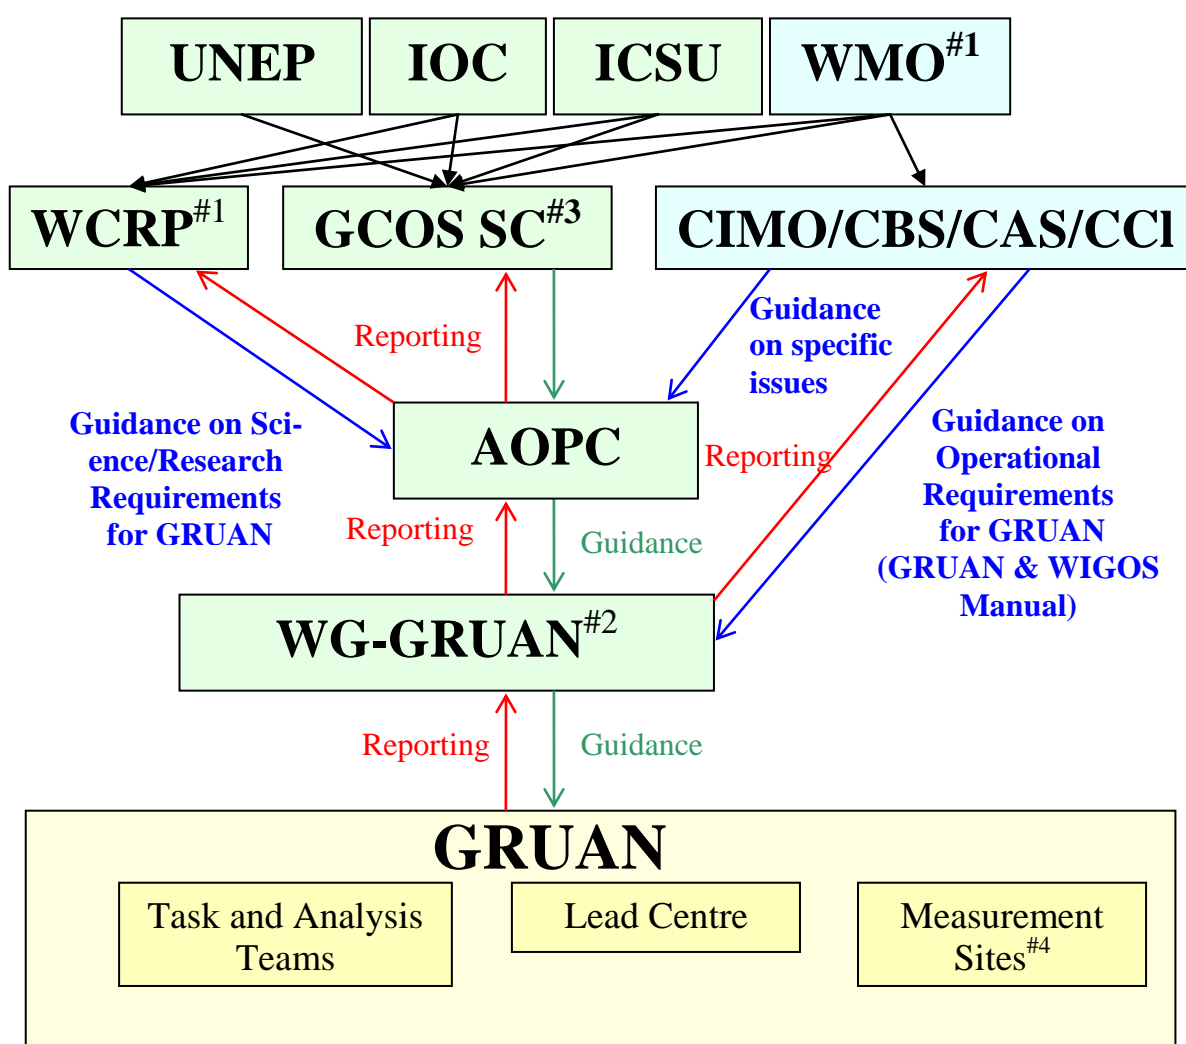 UNEP
IOC
ICSU
WMO#1
WCRP#1
GCOS SC#3
CIMO/CBS/CAS/CCl
Reporting
Guidance
on specific
issues
Guidance on Sci-
ence/Research
Requirements
for GRUAN
AOPC
Reporting
Guidance on
Operational
Requirements
for GRUAN
(GRUAN & WIGOS
Manual)
Reporting
Guidance
WG-GRUAN#2
Reporting
Guidance
GRUAN
Task and Analysis
Teams
Lead Centre
Measurement
Sites#4